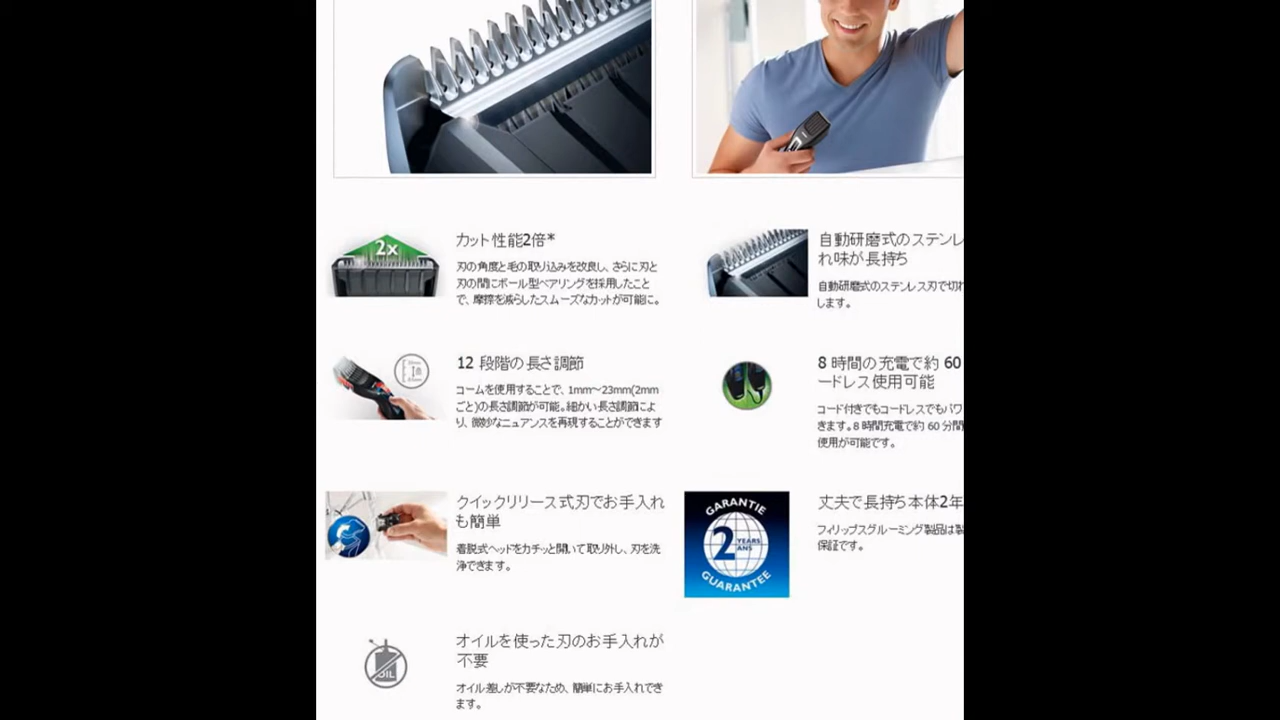 2x
カット性能2倍*
刃の角度と毛の取り込みを改良し、さらに刃と
刃の間にボール型ベアリングを採用したこと
で、摩擦を減らしたスムーズなカットが可能に。
自動研磨式のステンレ
れ味が長持ち
自動研磨式のステンレス刃で切れ
します。
12 段階の長さ調節
コームを使用することで、1mm~23mm(2mm
ごと)の長さ調節が可能。細かい長さ調節によ
り、微妙なニュアンスを再現することができます
8 時間の充電で約 60
ードレス使用可能
コード付きでもコードレスでもパワ
きます。8 時間充電で約 60 分間
使用が可能です。
クイックリリース式刃でお手入れ
も簡単
着脱式ヘッドをカチッと開いて取り外し、刃を洗
浄できます。
GARANTIE
2 YEARS
ANS
GUARANTEE
丈夫で長持ち本体2年
フィリップスグルーミング製品は製
保証です。
OIL
オイルを使った刃のお手入れが
不要
オイル差しが不要なため、簡単にお手入れでき
ます。